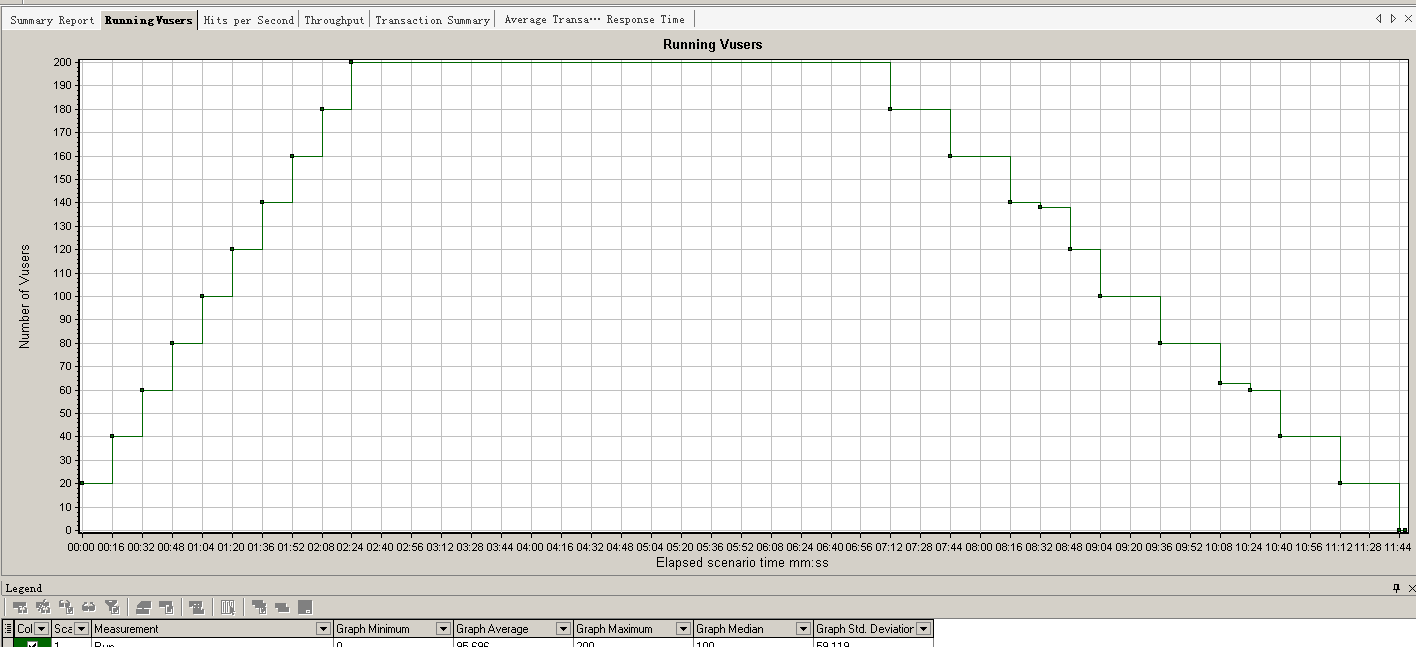 Summary Report Running Vusers Hits per Second Throughput Transaction Summary Average Transa··· Response Time
Running Vusers
200
190
180
170
160
150
140
130
120
110
100
90
80
70
60
50
40
30
20
10
0
Number of Vusers
00:00 00:16 00:32 00:48 01:04 01:20 01:36 01:52 02:08 02:24 02:40 02:56 03:12 03:28 03:44 04:00 04:16 04:32 04:48 05:04 05:20 05:36 05:52 06:08 06:24 06:40 06:56 07:12 07:28 07:44 08:00 08:16 08:32 08:48 09:04 09:20 09:36 09:52 10:08 10:24 10:40 10:56 11:12 11:28 11:44
Elapsed scenario time mm:ss
Legend
Col Sca Measurement Graph Minimum Graph Average Graph Maximum Graph Median Graph Std. Deviation
1 Run 0 95.696 200 100 59.119